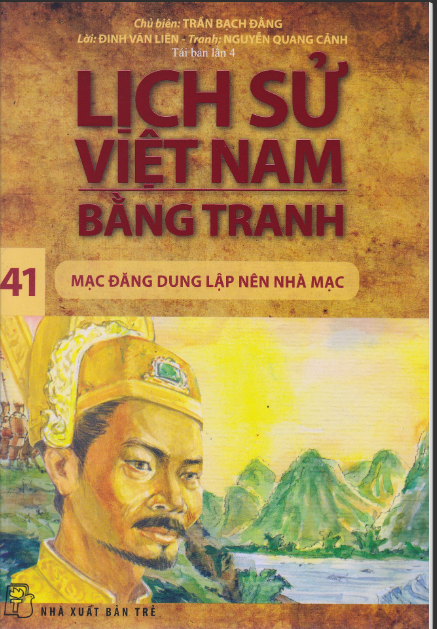 Chủ biên: TRẦN BẠCH ĐẰNG
Lời: ĐINH VĂN LIÊN - Tranh: NGUYỄN QUANG CẢNH
Tái bản lần 4
LỊCH SỬ
VIỆT NAM
BẰNG TRANH
41
MẠC ĐĂNG DUNG LẬP NÊN NHÀ MẠC
NHÀ XUẤT BẢN TRẺ